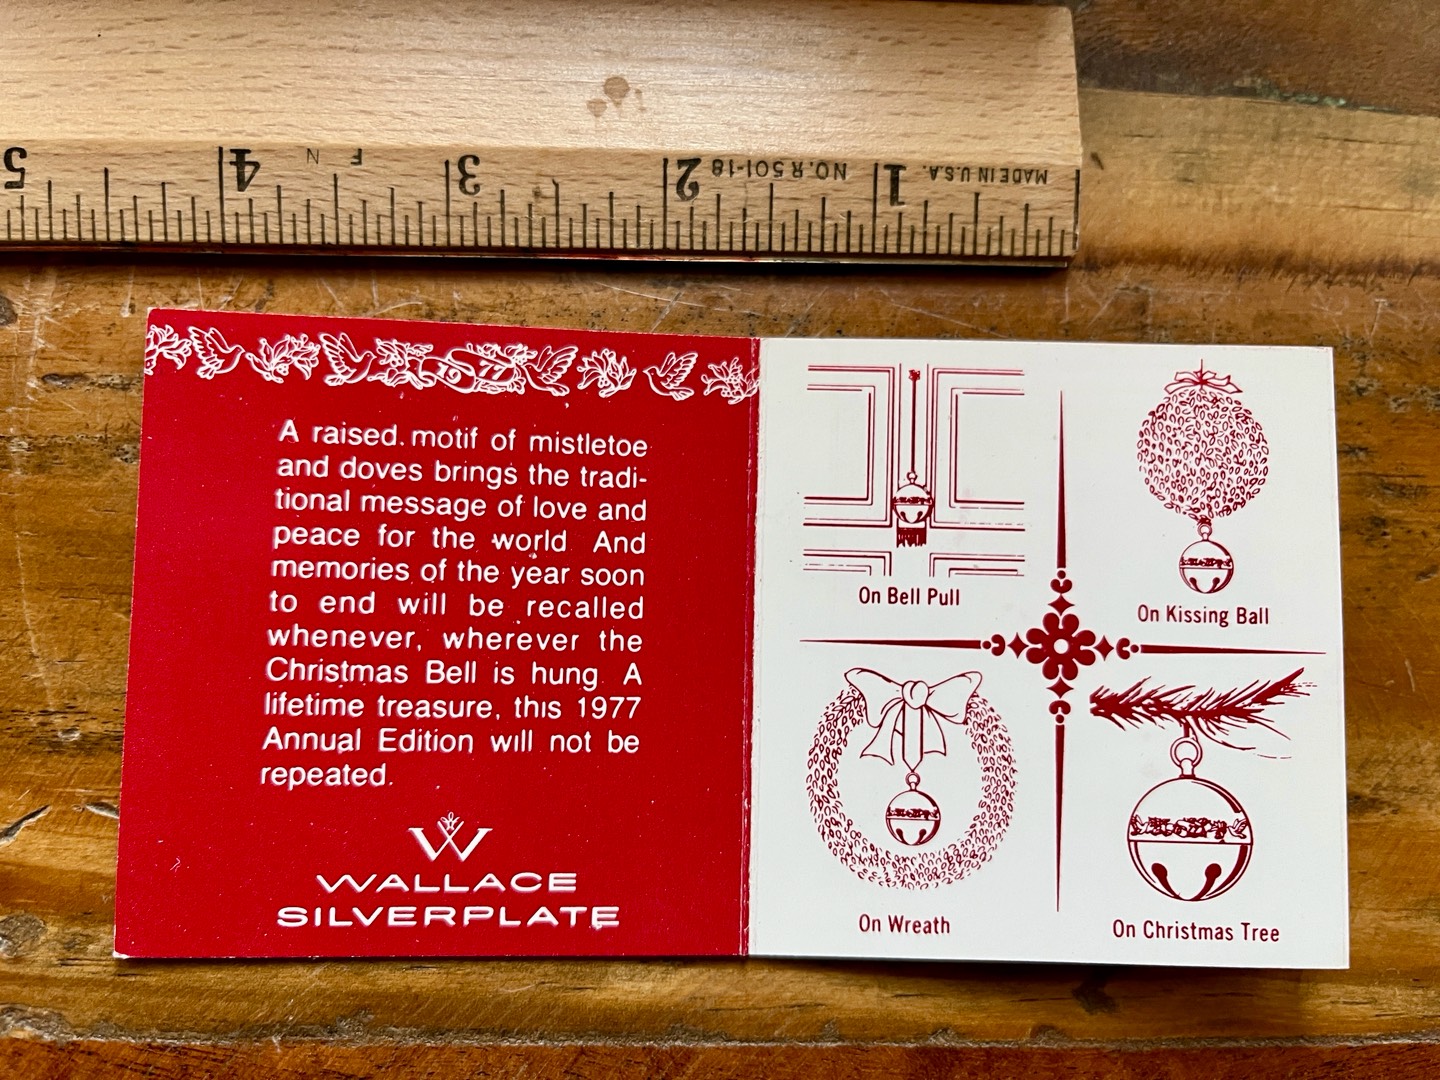 5 4 3 2 1
N F NO. R 501-18 MADE IN U.S.A.
1977
A raised motif of mistletoe
and doves brings the tradi-
tional message of love and
peace for the world And
memories of the year soon
to end will be recalled
whenever, wherever the
Christmas Bell is hung A
lifetime treasure, this 1977
Annual Edition will not be
repeated.
W
WALLACE
SILVERPLATE
On Bell Pull
On Kissing Ball
On Wreath
On Christmas Tree